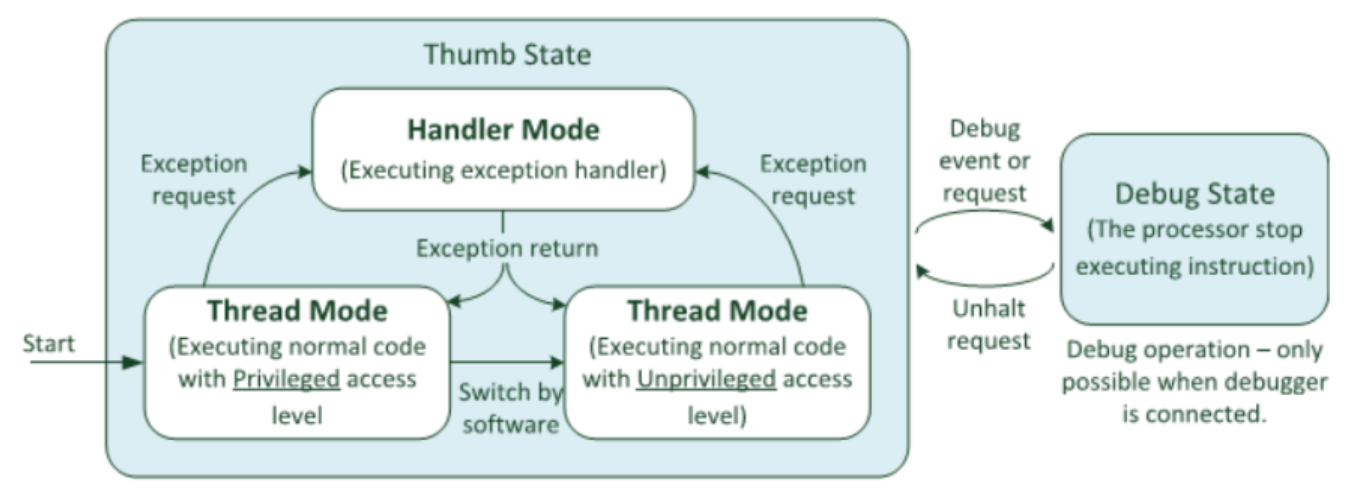 Thumb State
Handler Mode
(Executing exception handler)
Exception
request
Exception
request
Exception return
Start
Thread Mode
(Executing normal code
with Privileged access
level
Switch by
software
Thread Mode
(Executing normal code
with Unprivileged access
level)
Debug
event or
request
Unhalt
request
Debug State
(The processor stop
executing instruction)
Debug operation – only
possible when debugger
is connected.